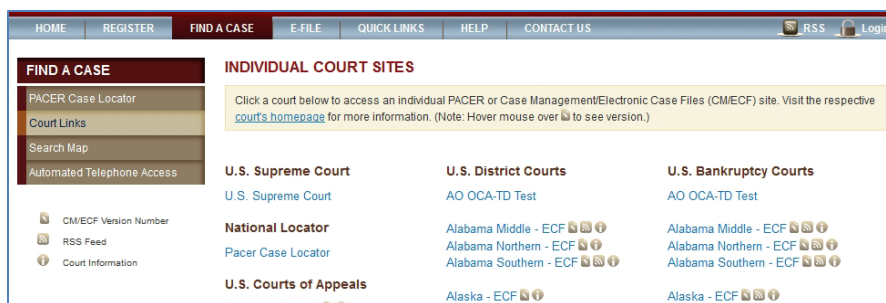 HOME REGISTER FIND A CASE E-FILE QUICK LINKS HELP CONTACT US RSS Login
FIND A CASE
PACER Case Locator
Court Links
Search Map
Automated Telephone Access
CM/ECF Version Number
RSS Feed
Court Information
INDIVIDUAL COURT SITES
Click a court below to access an individual PACER or Case Management/Electronic Case Files (CM/ECF) site. Visit the respective
court's homepage for more information. (Note: Hover mouse over to see version.)
U.S. Supreme Court
U.S. Supreme Court
National Locator
Pacer Case Locator
U.S. Courts of Appeals
U.S. District Courts
AO OCA-TD Test
Alabama Middle - ECF
Alabama Northern - ECF
Alabama Southern - ECF
Alaska - ECF
U.S. Bankruptcy Courts
AO OCA-TD Test
Alabama Middle - ECF
Alabama Northern - ECF
Alabama Southern - ECF
Alaska - ECF